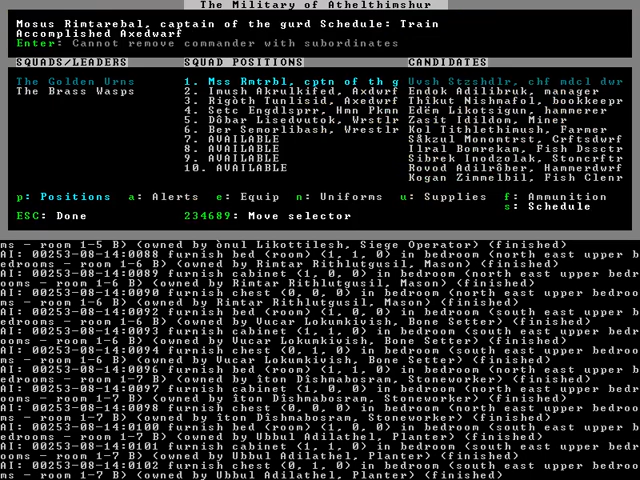 The Military of Athelthimshur
Mosus Rimtarebal, captain of the gurd Schedule: Train
Accomplished Axedwarf
Enter: Cannot remove commander with subordinates
SQUADS/LEADERS SQUAD POSITIONS CANDIDATES
The Golden Urns 1. Mss Rmtrbl, cptn of th g Uvsh Stzshdlr, chf mdcl dwr
The Brass Wasps 2. Imush Akrulkifed, Axdwrf Endok Adilibruk, manager
3. Rigòth Tunlisid, Axedwrf Thîkut Nishmafol, bookkeepr
4. Setc Engdlsprr, Hmn Pkmn Edëm Likotsigun, hammerer
5. Dôbar Lisedvutok, Wrstlr Zasit Idildom, Miner
6. Ber Semorlibash, Wrestlr Kol Tithlethimush, Farmer
7. AVAILABLE Såkzul Monomtrst, Crftsdwrf
8. AVAILABLE Ilral Bomrekam, Fish Dssctr
9. AVAILABLE Sibrek Inodzolak, Stoncrftr
10. AVAILABLE Rovod Adilrôber, Hammerdwrf
Kogan Zimmelbil, Fish Clenr
p: Positions a: Alerts e: Equip n: Uniforms u: Supplies f: Ammunition
s: Schedule
ESC: Done 234689: Move selector
ms - room 1-5 B) (owned by ònul Likottilesh, Siege Operator) (finished)
AI: 00253-08-14:0088 furnish bed (room) (1, 1, 0) in bedroom (north east upper b
edrooms - room 1-6 B) (owned by Rimtar Rithlutgusil, Mason) (finished)
AI: 00253-08-14:0089 furnish cabinet (1, 0, 0) in bedroom (north east upper bedr
ooms - room 1-6 B) (owned by Rimtar Rithlutgusil, Mason) (finished)
AI: 00253-08-14:0090 furnish chest (0, 0, 0) in bedroom (north east upper bedroo
ms - room 1-6 B) (owned by Rimtar Rithlutgusil, Mason) (finished)
AI: 00253-08-14:0092 furnish bed (room) (1, 0, 0) in bedroom (south east upper b
edrooms - room 1-6 B) (owned by Vucar Lokumkivish, Bone Setter) (finished)
AI: 00253-08-14:0093 furnish cabinet (1, 1, 0) in bedroom (south east upper bedr
ooms - room 1-6 B) (owned by Vucar Lokumkivish, Bone Setter) (finished)
AI: 00253-08-14:0094 furnish chest (0, 1, 0) in bedroom (south east upper bedroo
ms - room 1-6 B) (owned by Vucar Lokumkivish, Bone Setter) (finished)
AI: 00253-08-14:0096 furnish bed (room) (1, 1, 0) in bedroom (north east upper b
edrooms - room 1-7 B) (owned by îton Dîshmabosram, Stoneworker) (finished)
AI: 00253-08-14:0097 furnish cabinet (1, 0, 0) in bedroom (north east upper bedr
ooms - room 1-7 B) (owned by îton Dîshmabosram, Stoneworker) (finished)
AI: 00253-08-14:0098 furnish chest (0, 0, 0) in bedroom (north east upper bedroo
ms - room 1-7 B) (owned by îton Dîshmabosram, Stoneworker) (finished)
AI: 00253-08-14:0100 furnish bed (room) (1, 0, 0) in bedroom (south east upper b
edrooms - room 1-7 B) (owned by Ubbul Adilathel, Planter) (finished)
AI: 00253-08-14:0101 furnish cabinet (1, 1, 0) in bedroom (south east upper bedr
ooms - room 1-7 B) (owned by Ubbul Adilathel, Planter) (finished)
AI: 00253-08-14:0102 furnish chest (0, 1, 0) in bedroom (south east upper bedroo
ms - room 1-7 B) (owned by Ubbul Adilathel, Planter) (finished)